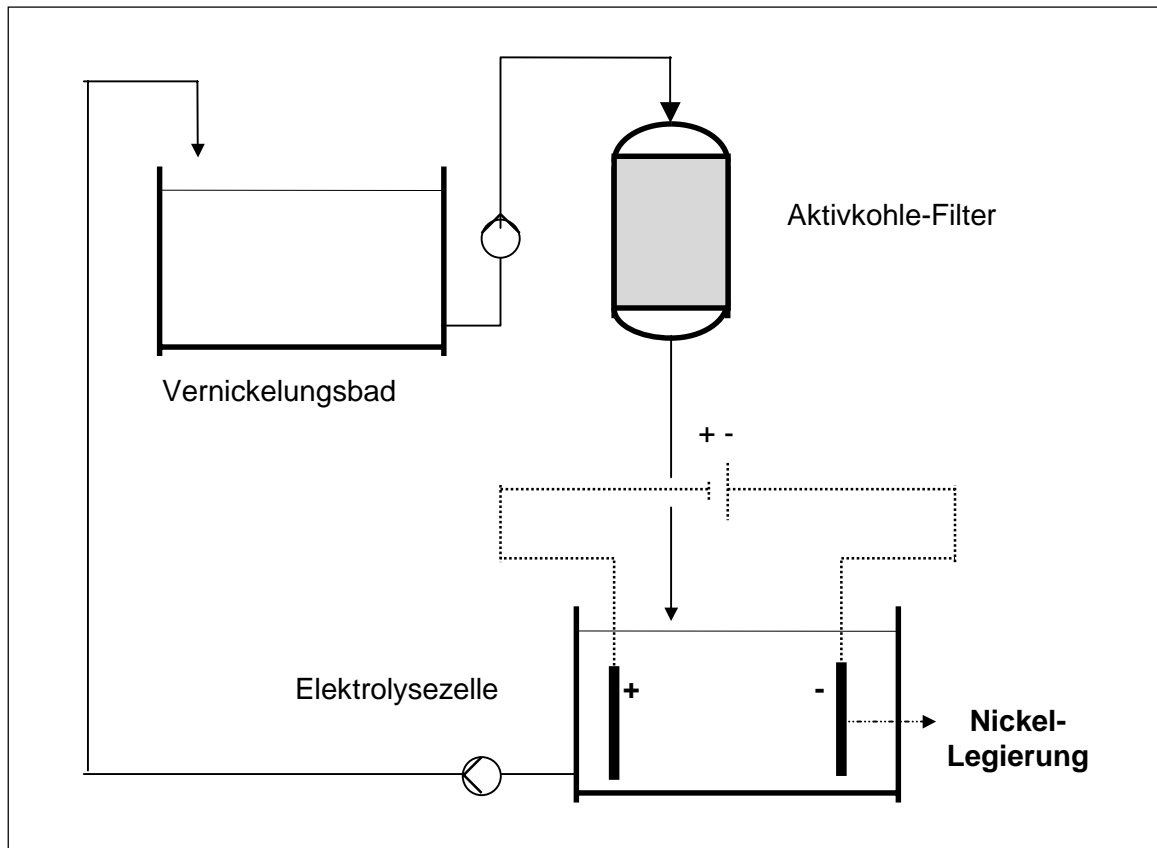 Aktivkohle-Filter
Vernickelungsbad
+ -
Elektrolysezelle
+
-
Nickel-
Legierung